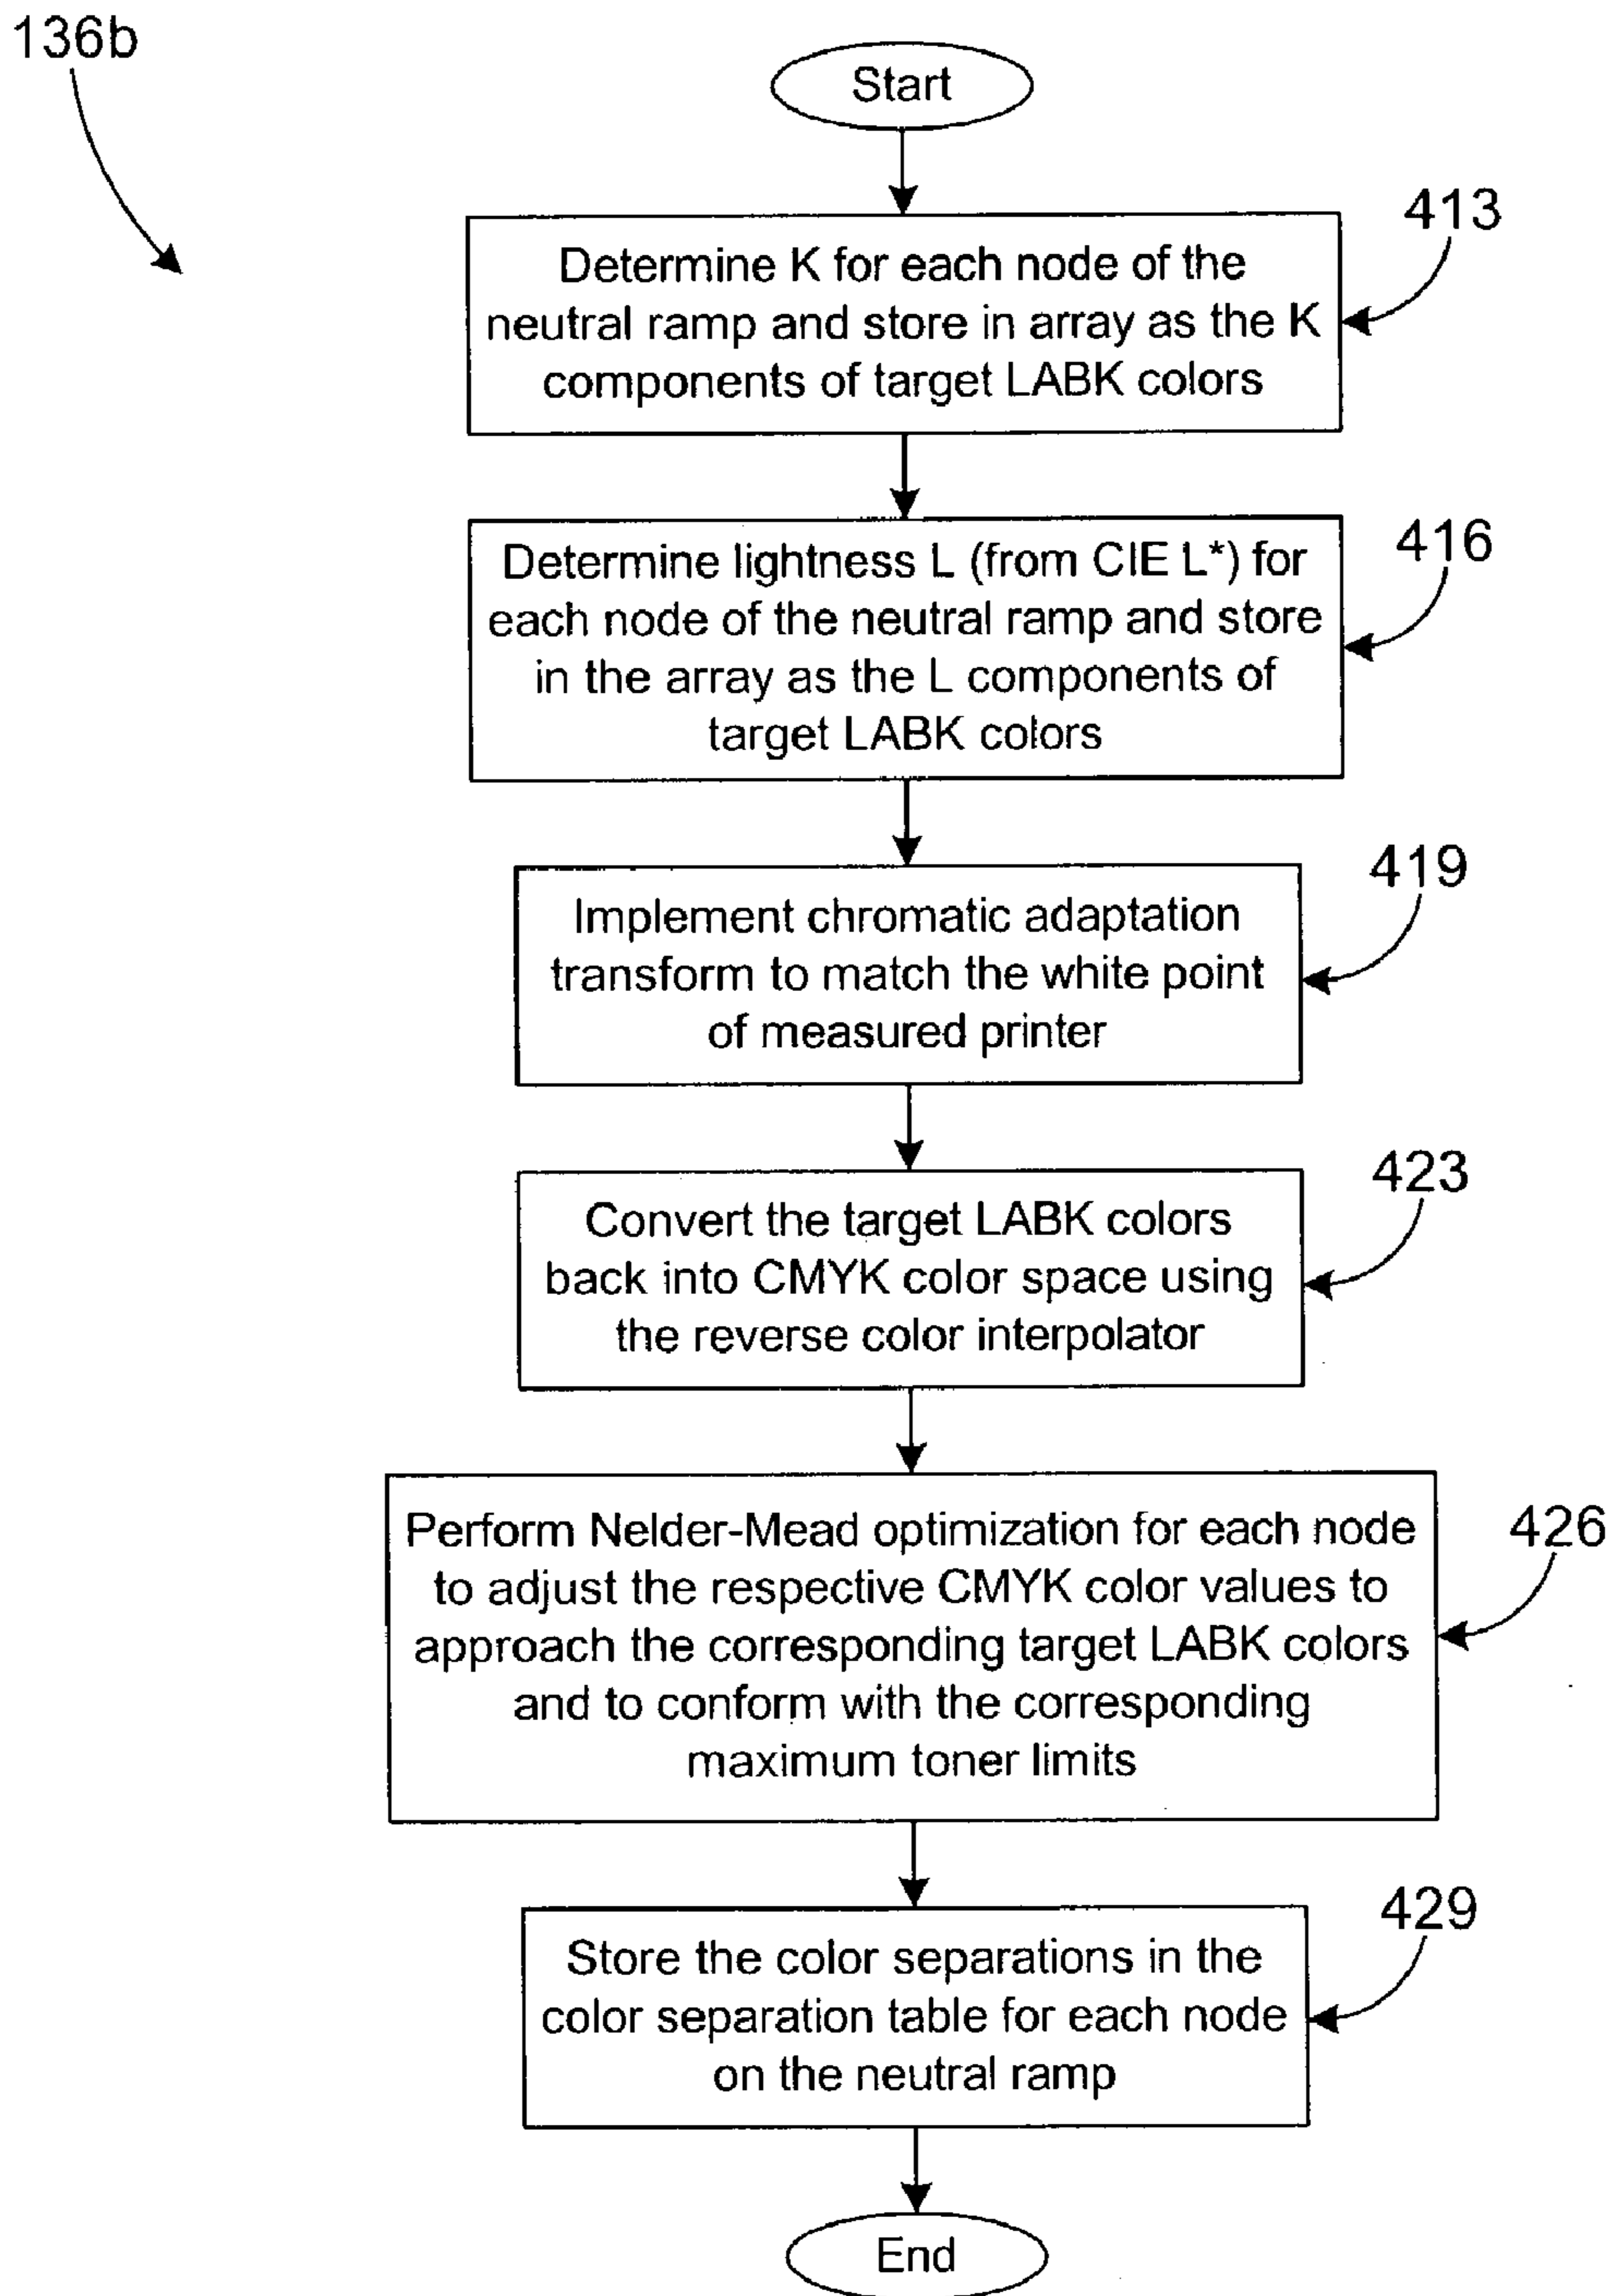 136b
Start
413
Determine K for each node of the
neutral ramp and store in array as the K
components of target LABK colors
416
Determine lightness L (from CIE L*) for
each node of the neutral ramp and store
in the array as the L components of
target LABK colors
419
Implement chromatic adaptation
transform to match the white point
of measured printer
423
Convert the target LABK colors
back into CMYK color space using
the reverse color interpolator
426
Perform Nelder-Mead optimization for each node
to adjust the respective CMYK color values to
approach the corresponding target LABK colors
and to conform with the corresponding
maximum toner limits
429
Store the color separations in the
color separation table for each node
on the neutral ramp
End